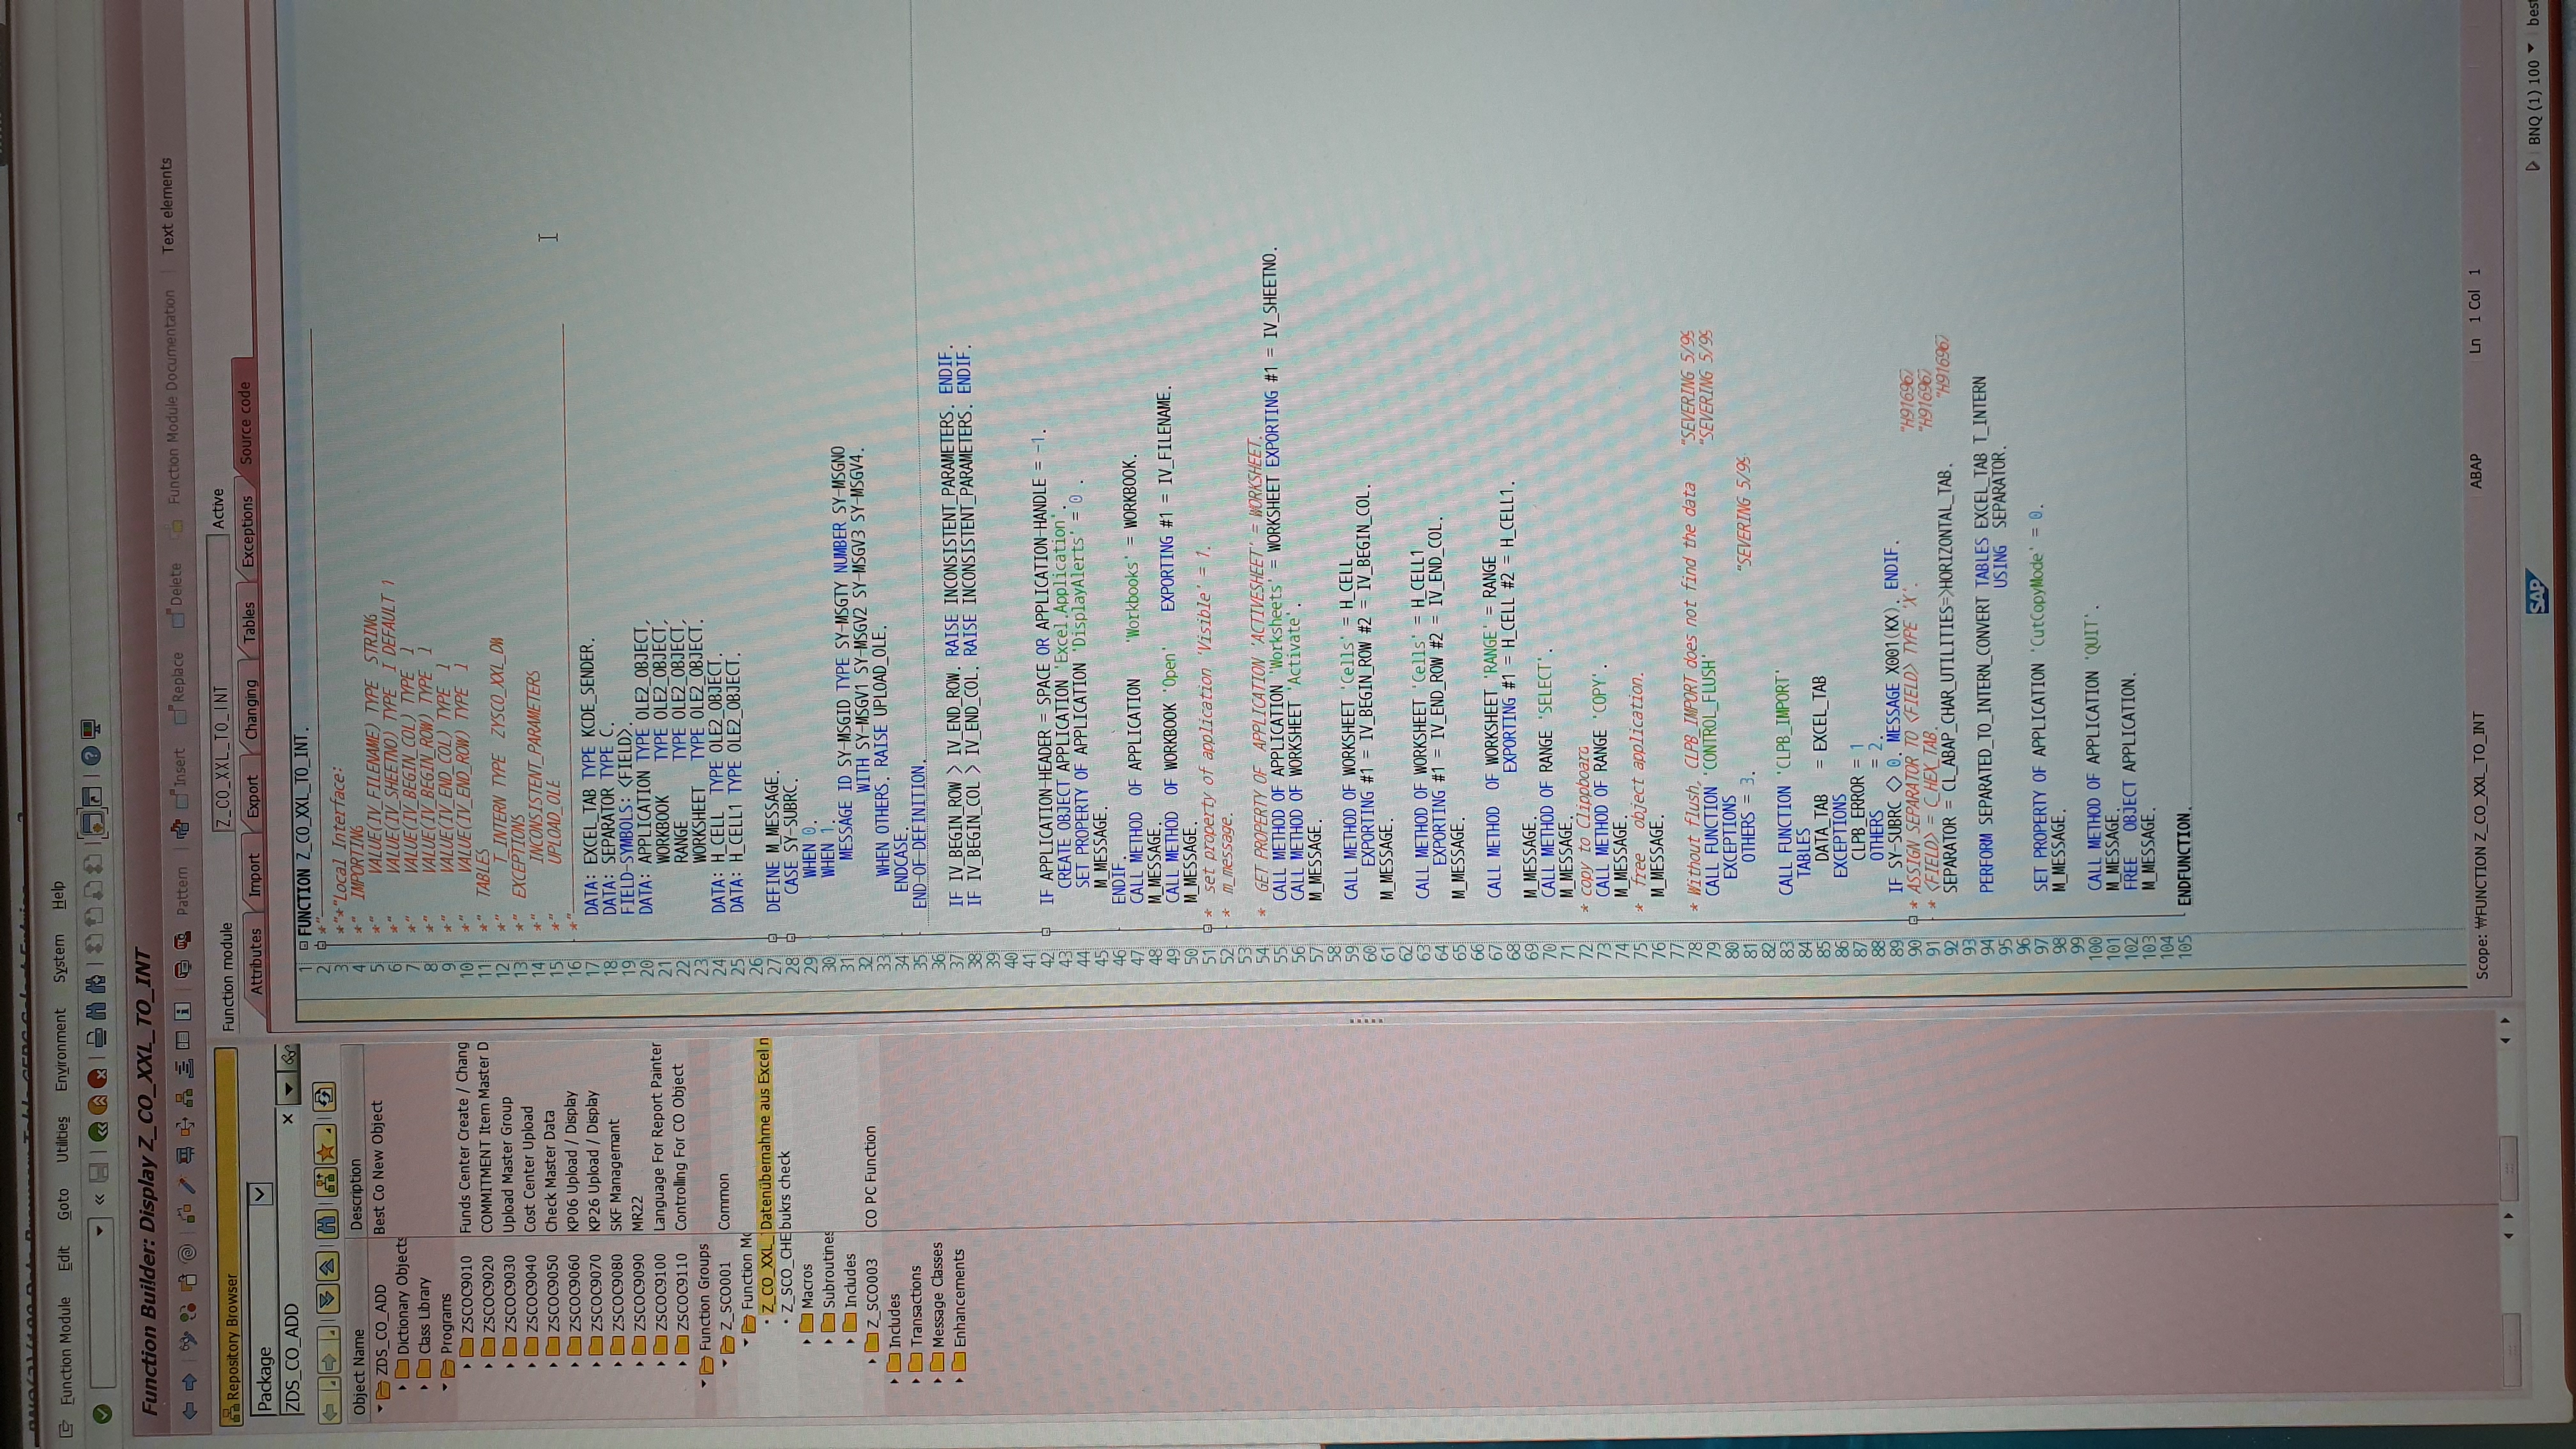 Function Module Edit Goto Utilities Environment System Help
Function Builder: Display Z_CO_XXL_TO_INT
Pattern Insert Replace Delete Function Module Documentation Text elements
Repository Browser
Package
ZDS_CO_ADD
Object Name Description
ZDS_CO_ADD Best Co New Object
Dictionary Objects
Class Library
Programs
ZSCOC9010 Funds Center Create / Chang
ZSCOC9020 COMMITMENT Item Master D
ZSCOC9030 Upload Master Group
ZSCOC9040 Cost Center Upload
ZSCOC9050 Check Master Data
ZSCOC9060 KP06 Upload / Display
ZSCOC9070 KP26 Upload / Display
ZSCOC9080 SKF Managemant
ZSCOC9090 MR22
ZSCOC9100 Language For Report Painter
ZSCOC9110 Controlling For CO Object
Function Groups
Z_SCO001 Common
Function Mo
Z_CO_XXL_ Datenübernahme aus Excel n
Z_SCO_CHE bukrs check
Macros
Subroutines
Includes
Z_SCO003 CO PC Function
Includes
Transactions
Message Classes
Enhancements
Function module Z_CO_XXL_TO_INT Active
Attributes Import Export Changing Tables Exceptions Source code
1 FUNCTION Z_CO_XXL_TO_INT.
2 *"
3 *"*"Local Interface:
4 *" IMPORTING
5 *" VALUE(IV_FILENAME) TYPE STRING
6 *" VALUE(IV_SHEETNO) TYPE I DEFAULT 1
7 *" VALUE(IV_BEGIN_COL) TYPE I
8 *" VALUE(IV_BEGIN_ROW) TYPE I
9 *" VALUE(IV_END_COL) TYPE I
10 *" VALUE(IV_END_ROW) TYPE I
11 *" TABLES
12 *" T_INTERN TYPE ZYSCO_XXL_DW
13 *" EXCEPTIONS
14 *" INCONSISTENT_PARAMETERS
15 *" UPLOAD_OLE
16 *"
17 DATA: EXCEL_TAB TYPE KCDE_SENDER.
18 DATA: SEPARATOR TYPE C.
19 FIELD-SYMBOLS: <FIELD>.
20 DATA: APPLICATION TYPE OLE2_OBJECT,
21 WORKBOOK TYPE OLE2_OBJECT,
22 RANGE TYPE OLE2_OBJECT,
23 WORKSHEET TYPE OLE2_OBJECT.
24 DATA: H_CELL TYPE OLE2_OBJECT.
25 DATA: H_CELL1 TYPE OLE2_OBJECT.
26
27 DEFINE M_MESSAGE.
28 CASE SY-SUBRC.
29 WHEN 0.
30 WHEN 1.
31 MESSAGE ID SY-MSGID TYPE SY-MSGTY NUMBER SY-MSGNO
32 WITH SY-MSGV1 SY-MSGV2 SY-MSGV3 SY-MSGV4.
33 WHEN OTHERS. RAISE UPLOAD_OLE.
34 ENDCASE.
35 END-OF-DEFINITION.
36
37 IF IV_BEGIN_ROW > IV_END_ROW. RAISE INCONSISTENT_PARAMETERS. ENDIF.
38 IF IV_BEGIN_COL > IV_END_COL. RAISE INCONSISTENT_PARAMETERS. ENDIF.
39
40
41
42 IF APPLICATION-HEADER = SPACE OR APPLICATION-HANDLE = -1.
43 CREATE OBJECT APPLICATION 'Excel.Application'.
44 SET PROPERTY OF APPLICATION 'DisplayAlerts' = 0 .
45 M_MESSAGE.
46 ENDIF.
47 CALL METHOD OF APPLICATION 'Workbooks' = WORKBOOK.
48 M_MESSAGE.
49 CALL METHOD OF WORKBOOK 'Open' EXPORTING #1 = IV_FILENAME.
50 M_MESSAGE.
51 * set property of application 'Visible' = 1.
52 * m_message.
53
54 * GET PROPERTY OF APPLICATION 'ACTIVESHEET' = WORKSHEET.
55 CALL METHOD OF APPLICATION 'Worksheets' = WORKSHEET EXPORTING #1 = IV_SHEETNO.
56 CALL METHOD OF WORKSHEET 'Activate'.
57 M_MESSAGE.
58
59 CALL METHOD OF WORKSHEET 'Cells' = H_CELL
60 EXPORTING #1 = IV_BEGIN_ROW #2 = IV_BEGIN_COL.
61 M_MESSAGE.
62
63 CALL METHOD OF WORKSHEET 'Cells' = H_CELL1
64 EXPORTING #1 = IV_END_ROW #2 = IV_END_COL.
65 M_MESSAGE.
66
67 CALL METHOD OF WORKSHEET 'RANGE' = RANGE
68 EXPORTING #1 = H_CELL #2 = H_CELL1.
69 M_MESSAGE.
70 CALL METHOD OF RANGE 'SELECT'.
71 M_MESSAGE.
72 * copy to Clippboard
73 CALL METHOD OF RANGE 'COPY'.
74 M_MESSAGE.
75 * free object application.
76 M_MESSAGE.
77
78 * Without flush, CLPB_IMPORT does not find the data "SEVERING 5/99
79 CALL FUNCTION 'CONTROL_FLUSH' "SEVERING 5/99
80 EXCEPTIONS
81 OTHERS = 3. "SEVERING 5/99
82
83 CALL FUNCTION 'CLPB_IMPORT'
84 TABLES
85 DATA_TAB = EXCEL_TAB
86 EXCEPTIONS
87 CLPB_ERROR = 1
88 OTHERS = 2.
89 IF SY-SUBRC <> 0. MESSAGE X001(KX). ENDIF.
90 * ASSIGN SEPARATOR TO <FIELD> TYPE 'X'. "H916967
91 * <FIELD> = C_HEX_TAB. "H916967
92 SEPARATOR = CL_ABAP_CHAR_UTILITIES=>HORIZONTAL_TAB. "H916967
93
94 PERFORM SEPARATED_TO_INTERN_CONVERT TABLES EXCEL_TAB T_INTERN
95 USING SEPARATOR.
96
97 SET PROPERTY OF APPLICATION 'CutCopyMode' = 0.
98 M_MESSAGE.
99
100 CALL METHOD OF APPLICATION 'QUIT'.
101 M_MESSAGE.
102 FREE OBJECT APPLICATION.
103 M_MESSAGE.
104
105 ENDFUNCTION.
Scope: ₩FUNCTION Z_CO_XXL_TO_INT ABAP Ln 1 Col 1
SAP BNQ (1) 100 best